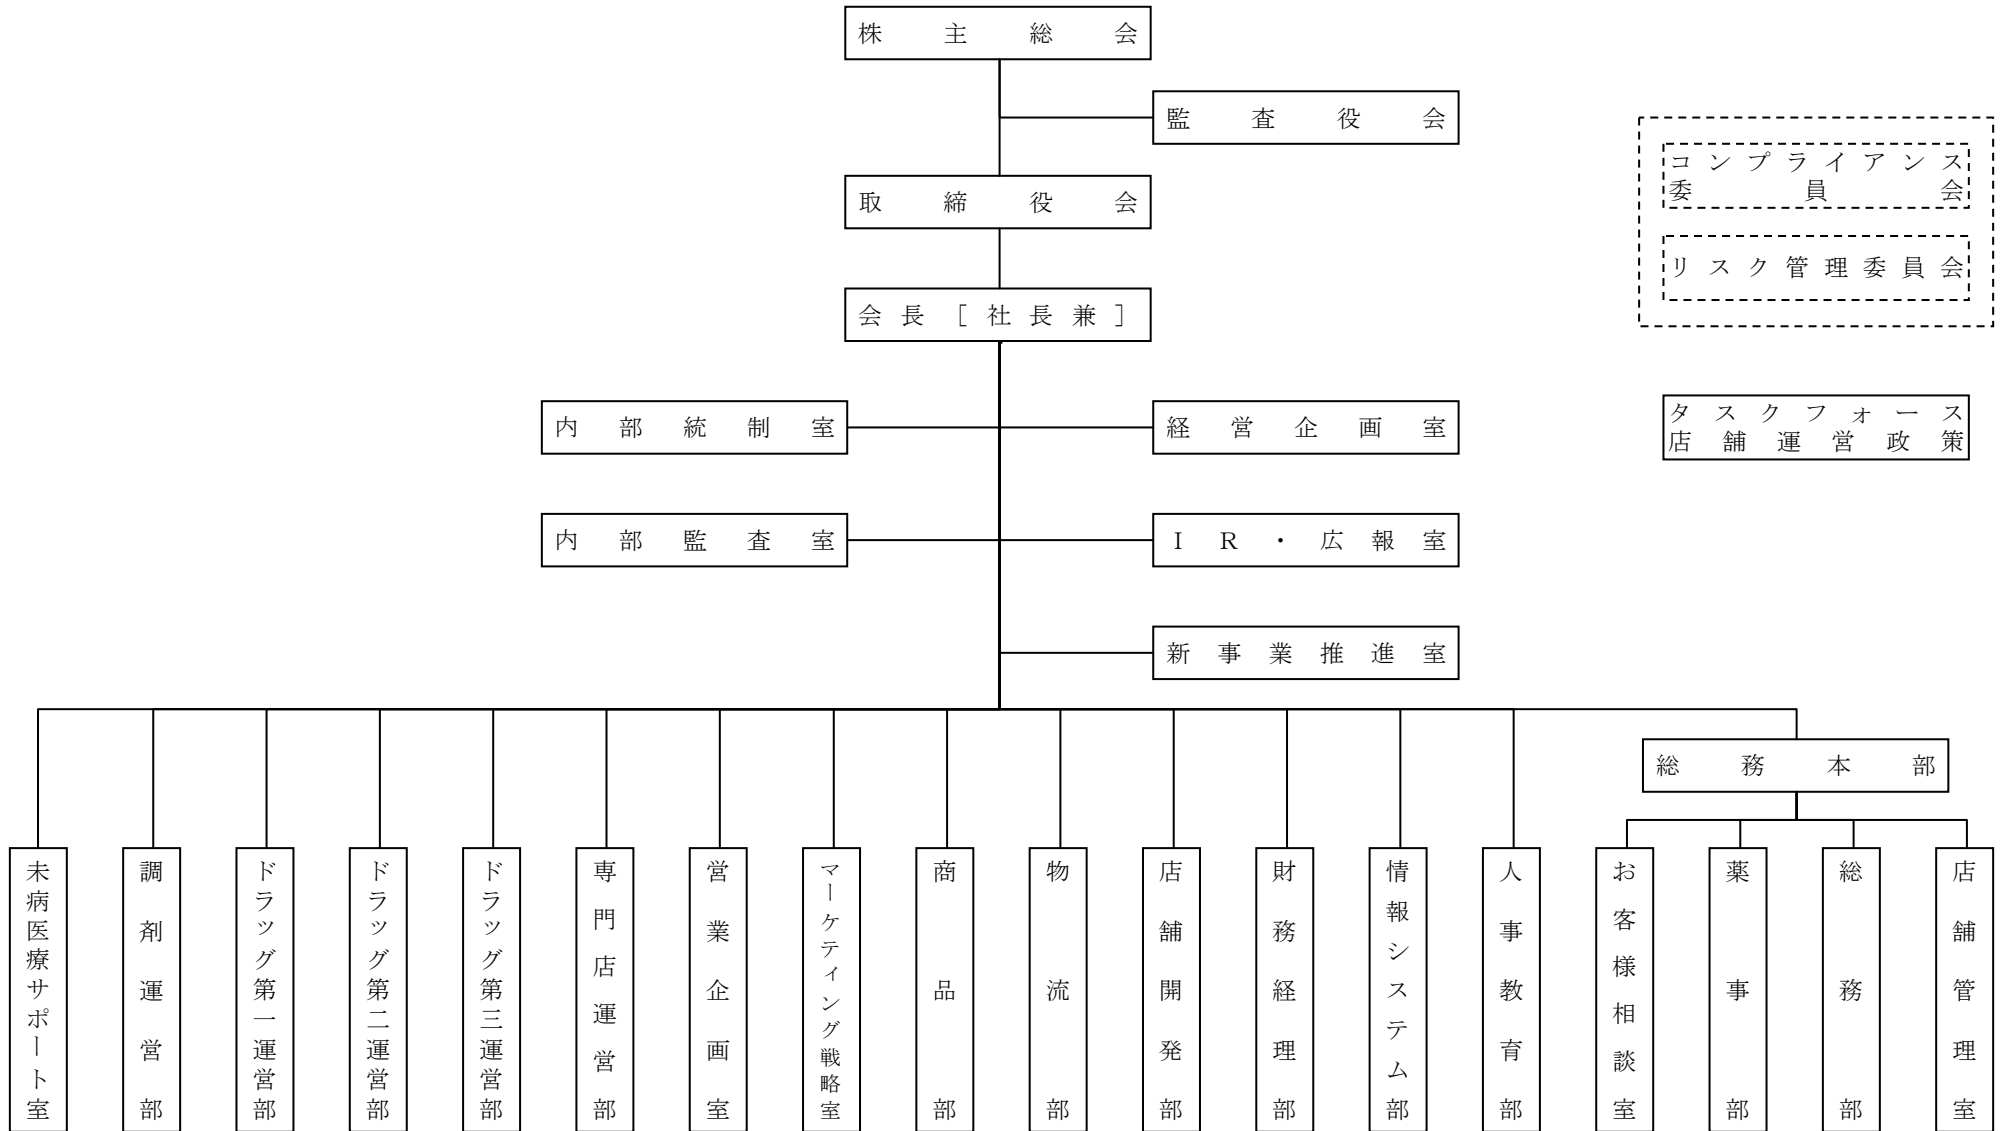 株主総会
監査役会
コンプライアンス
委員会
取締役会
リスク管理委員会
会長［社長兼］
内部統制室
経営企画室
タスクフォース
店舗運営政策
内部監査室
ＩＲ・広報室
新事業推進室
総務本部
未病医療サポート室
調剤運営部
ドラッグ第一運営部
ドラッグ第二運営部
ドラッグ第三運営部
専門店運営部
営業企画室
マーケティング戦略室
商品部
物流部
店舗開発部
財務経理部
情報システム部
人事教育部
お客様相談室
薬事部
総務部
店舗管理室